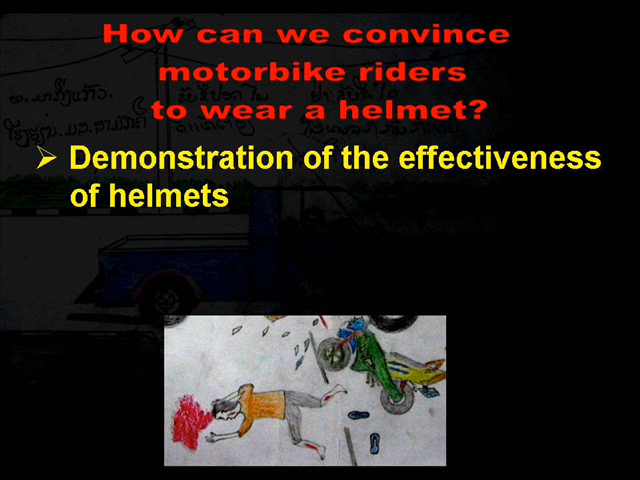 How can we convince
motorbike riders
to wear a helmet?
➢ Demonstration of the effectiveness
of helmets